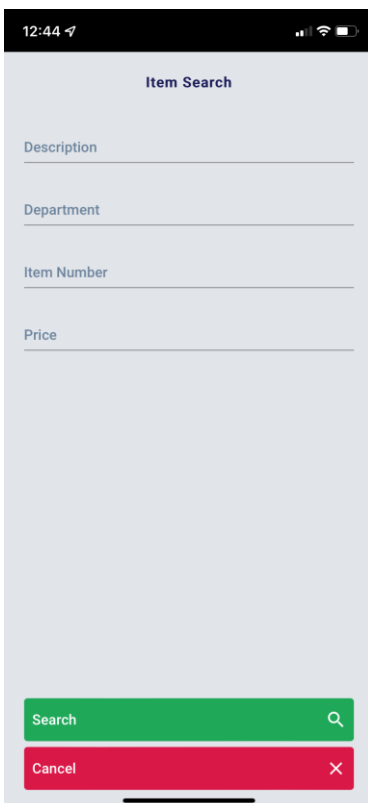 12:44
Item Search
Description
Department
Item Number
Price
Search
Cancel